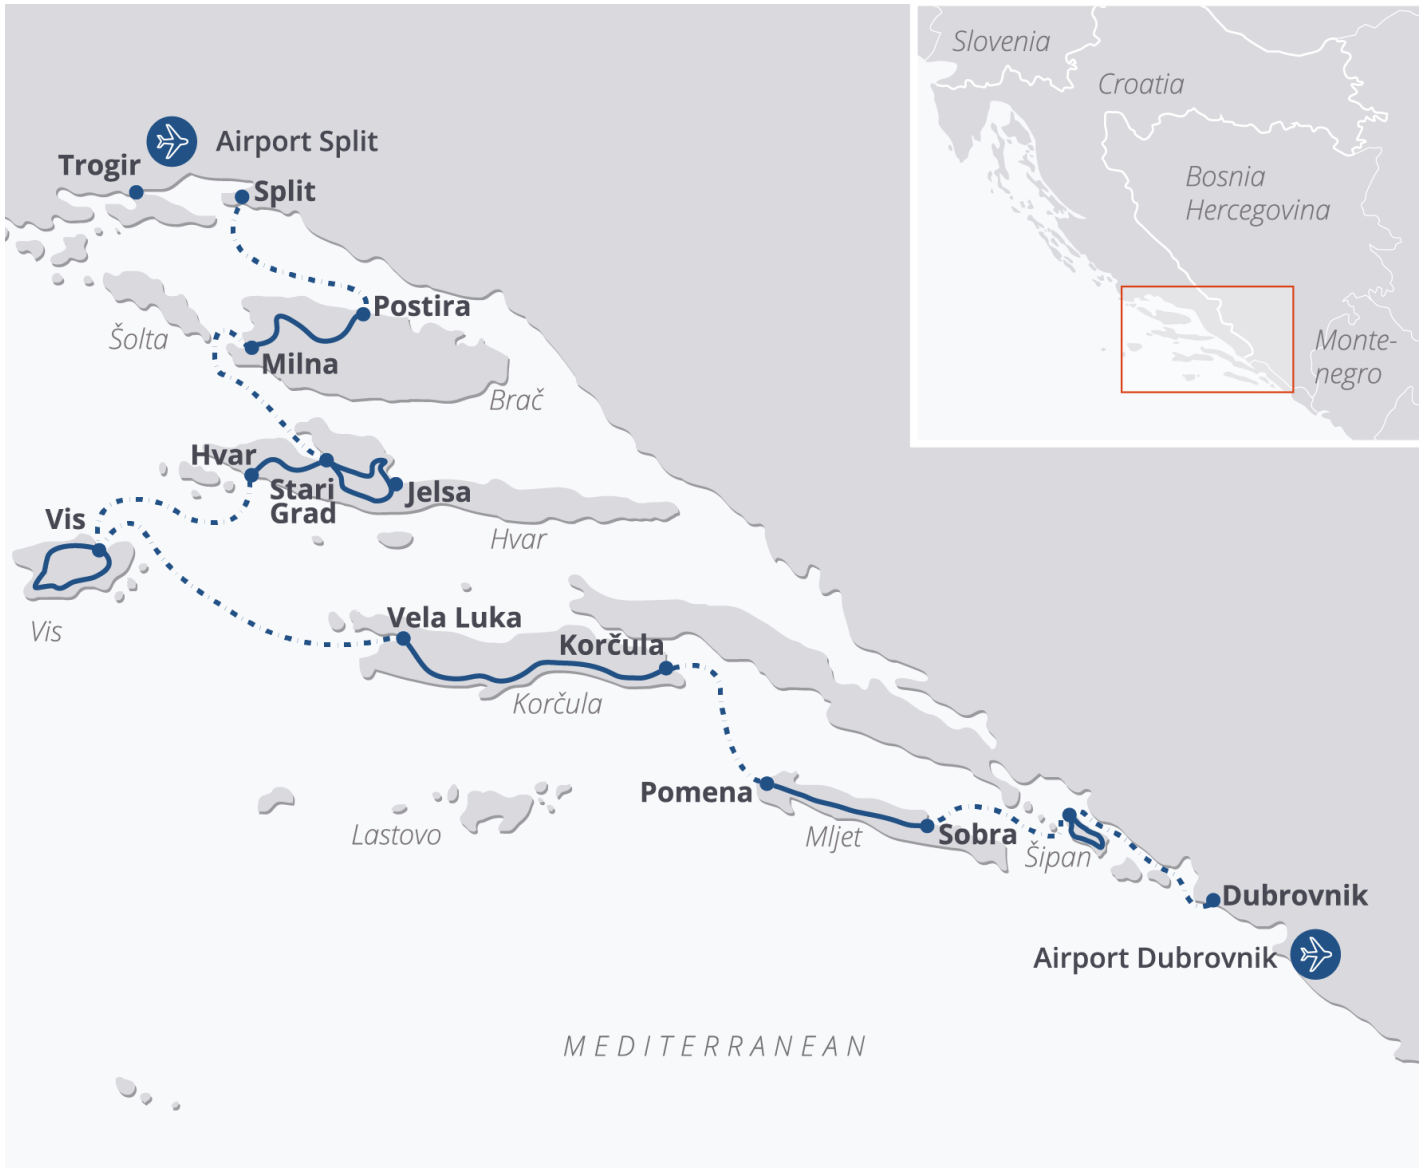 Slovenia
Croatia
Bosnia
Hercegovina
Monte-
negro
Airport Split
Trogir
Split
Postira
Šolta
Milna
Brač
Hvar
Stari
Grad
Jelsa
Hvar
Vis
Vis
Vela Luka
Korčula
Korčula
Pomena
Lastovo
Mljet
Sobra
Šipan
Dubrovnik
Airport Dubrovnik
MEDITERRANEAN